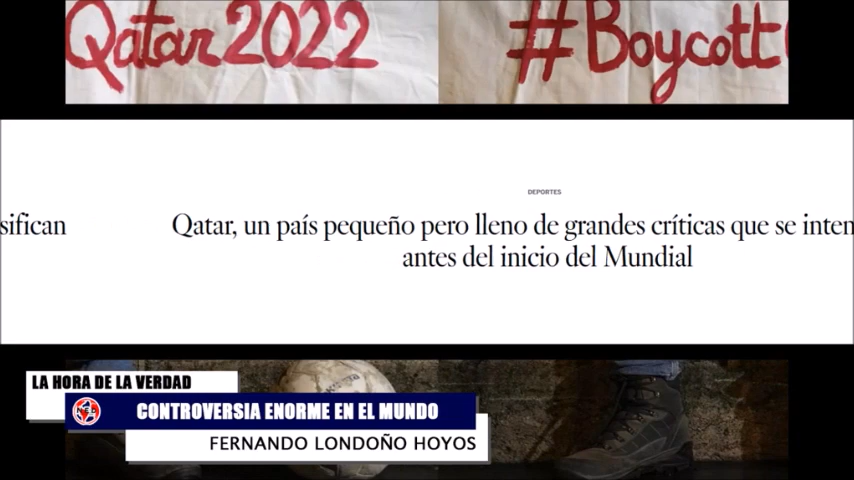 Qatar2022
#Boycott
DEPORTES
sifican
Qatar, un país pequeño pero lleno de grandes críticas que se inten
antes del inicio del Mundial
LA HORA DE LA VERDAD
CONTROVERSIA ENORME EN EL MUNDO
FERNANDO LONDOÑO HOYOS